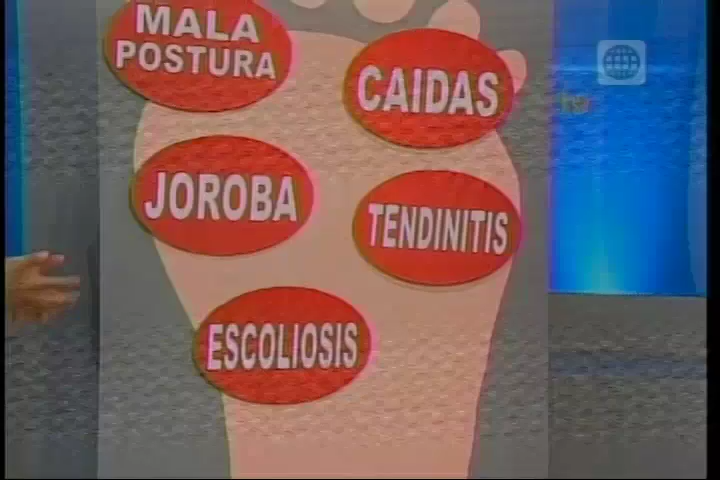 MALA
POSTURA
CAIDAS
JOROBA
TENDINITIS
ESCOLIOSIS